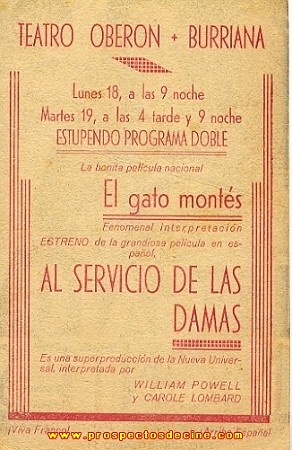 TEATRO OBERON + BURRIANA
Lunes 18, a las 9 noche
Martes 19, a las 4 tarde y 9 noche
ESTUPENDO PROGRAMA DOBLE
La bonita película nacional
El gato montés
Fenomenal interpretación
ESTRENO de la grandiosa película en es-
pañol,
AL SERVICIO DE LAS
DAMAS
Es una superproducción de la Nueva Univer-
sal, interpretada por
WILLIAM POWELL
y CAROLE LOMBARD
¡Viva Franco! ¡Arriba España!
www.prospectosdecine.com